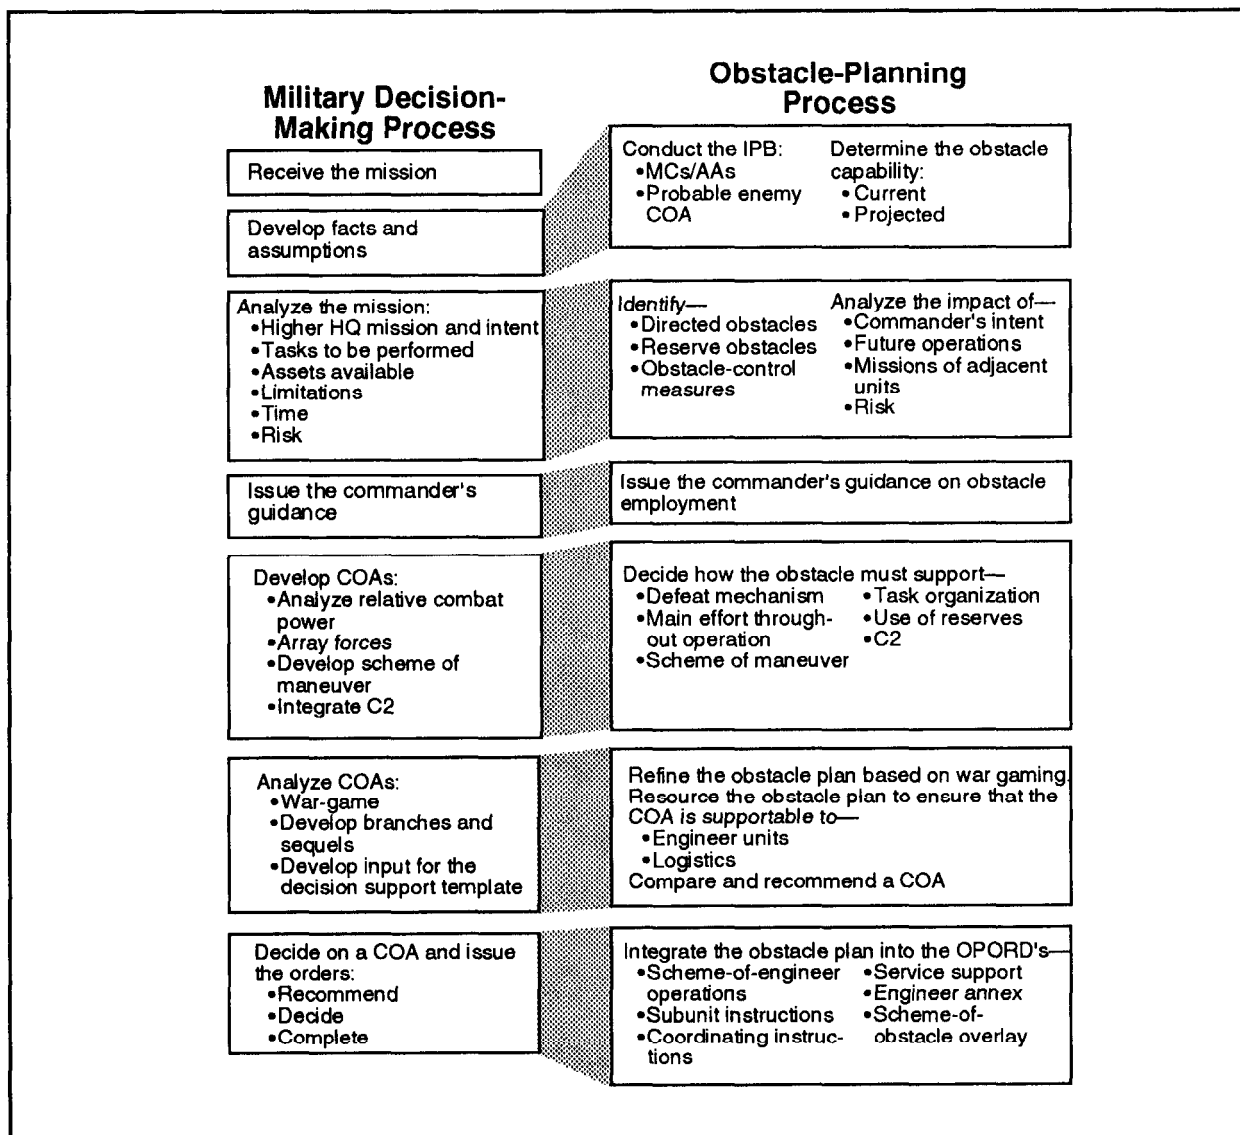 Military Decision-
Making Process
Receive the mission
Develop facts and
assumptions
Analyze the mission:
•Higher HQ mission and intent
•Tasks to be performed
•Assets available
•Limitations
•Time
•Risk
Issue the commander's
guidance
Develop COAs:
•Analyze relative combat
power
•Array forces
•Develop scheme of
maneuver
•Integrate C2
Analyze COAs:
•War-game
•Develop branches and
sequels
•Develop input for the
decision support template
Decide on a COA and issue
the orders:
•Recommend
•Decide
•Complete
Obstacle-Planning
Process
Conduct the IPB:
•MCs/AAs
•Probable enemy
COA
Determine the obstacle
capability:
•Current
•Projected
Identify—
•Directed obstacles
•Reserve obstacles
•Obstacle-control
measures
Analyze the impact of—
•Commander's intent
•Future operations
•Missions of adjacent
units
•Risk
Issue the commander's guidance on obstacle
employment
Decide how the obstacle must support—
•Defeat mechanism
•Main effort through-
out operation
•Scheme of maneuver
•Task organization
•Use of reserves
•C2
Refine the obstacle plan based on war gaming.
Resource the obstacle plan to ensure that the
COA is supportable to—
•Engineer units
•Logistics
Compare and recommend a COA
Integrate the obstacle plan into the OPORD's—
•Scheme-of-engineer
operations
•Subunit instructions
•Coordinating instruc-
tions
•Service support
•Engineer annex
•Scheme-of-
obstacle overlay